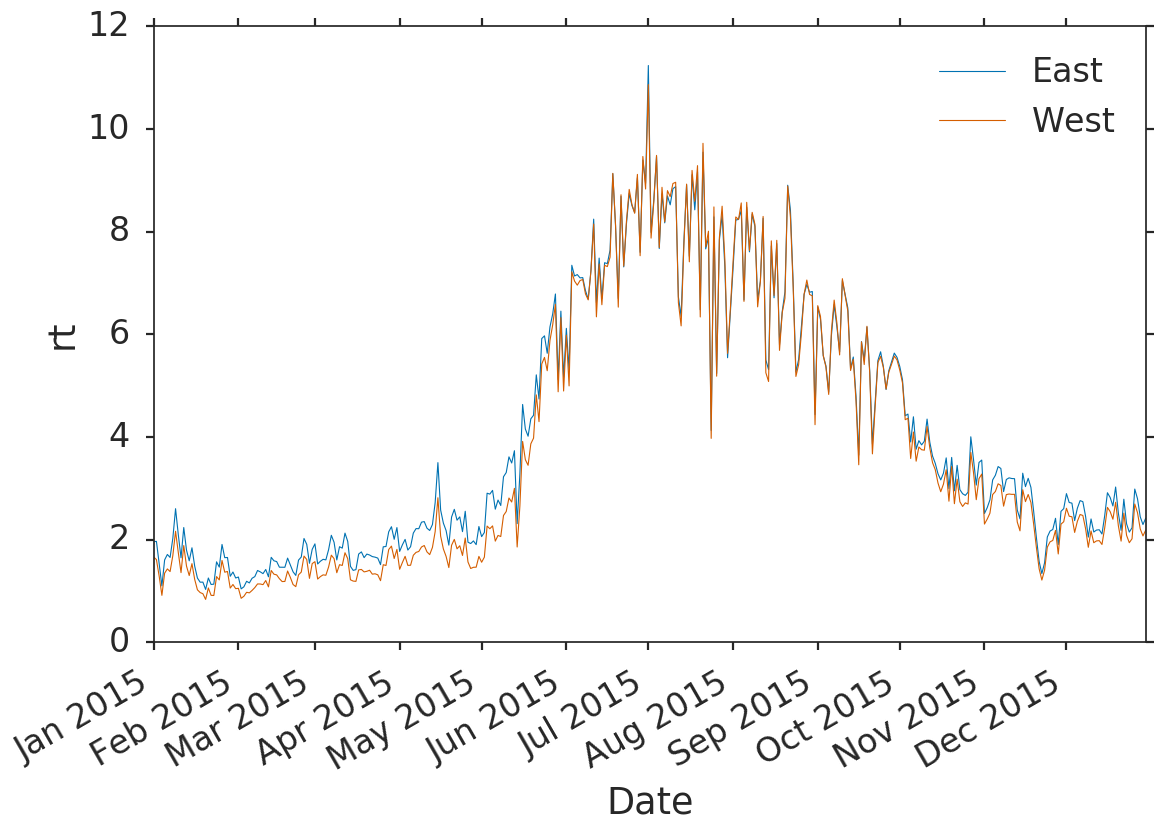 12
10
8
6
4
2
0
rt
East
West
Jan 2015
Feb 2015
Mar 2015
Apr 2015
May 2015
Jun 2015
Jul 2015
Aug 2015
Sep 2015
Oct 2015
Nov 2015
Dec 2015
Date